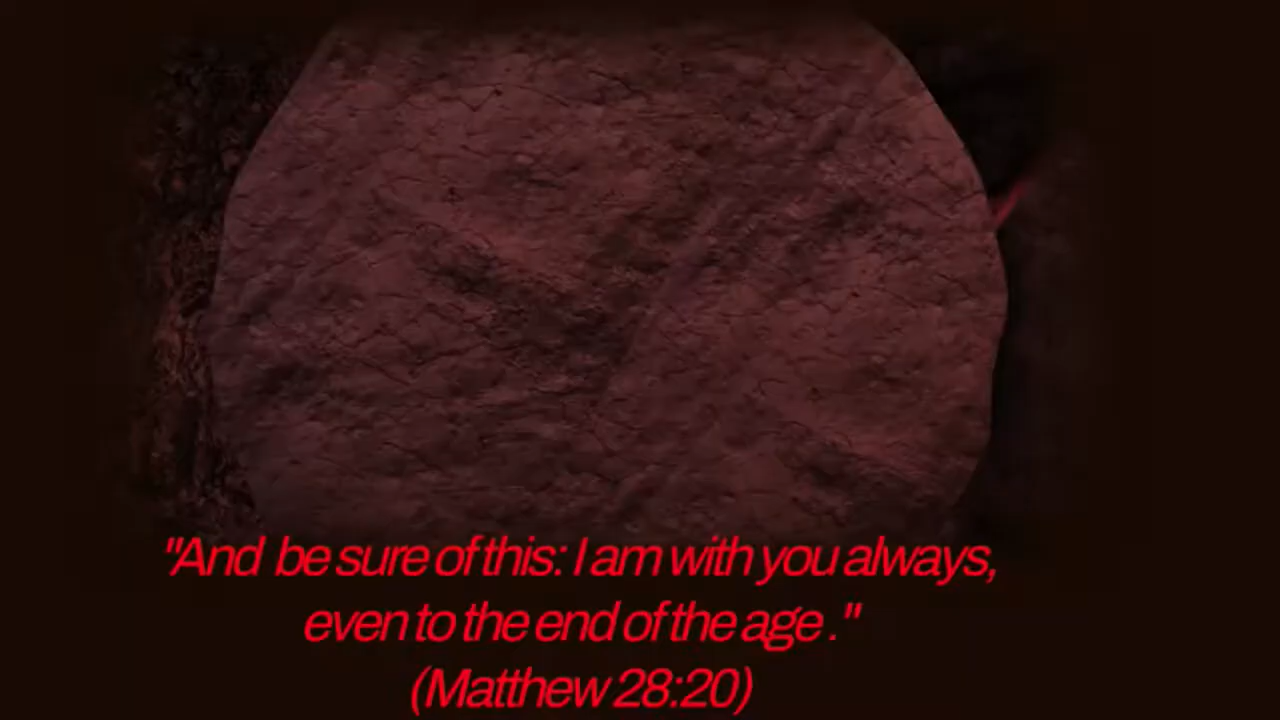 "And be sure of this: I am with you always,
even to the end of the age ."
(Matthew 28:20)